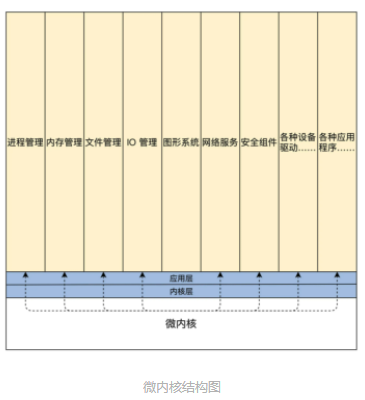 进程管理
内存管理
文件管理
IO 管理
图形系统
网络服务
安全组件
各种设备
驱动……
各种应用
程序……
应用层
内核层
微内核
微内核结构图